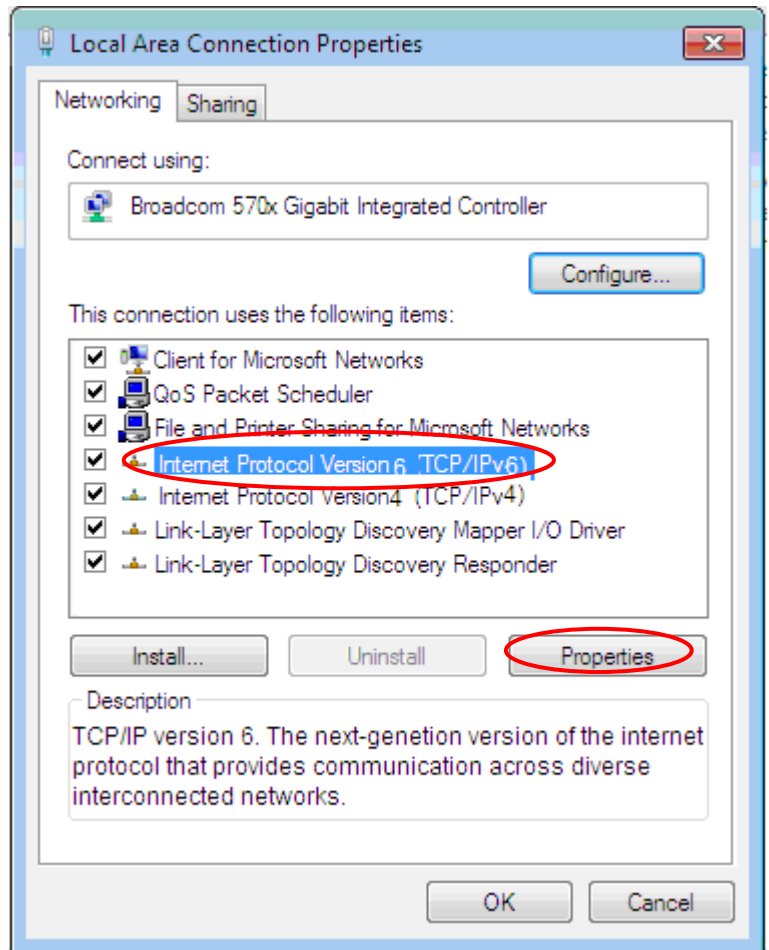 Local Area Connection Properties
Networking
Sharing
Connect using:
Broadcom 570x Gigabit Integrated Controller
Configure...
This connection uses the following items:
Client for Microsoft Networks
QoS Packet Scheduler
File and Printer Sharing for Microsoft Networks
Internet Protocol Version 6 (TCP/IPv6)
Internet Protocol Version4 (TCP/IPv4)
Link-Layer Topology Discovery Mapper I/O Driver
Link-Layer Topology Discovery Responder
Install...
Uninstall
Properties
Description
TCP/IP version 6. The next-genetion version of the internet
protocol that provides communication across diverse
interconnected networks.
OK
Cancel